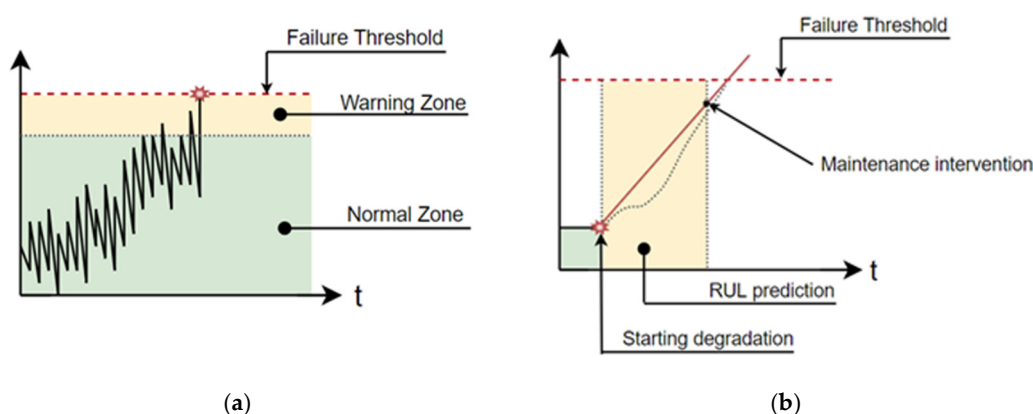 Failure Threshold
Warning Zone
Normal Zone
t
(a)
Failure Threshold
Maintenance intervention
t
RUL prediction
Starting degradation
(b)